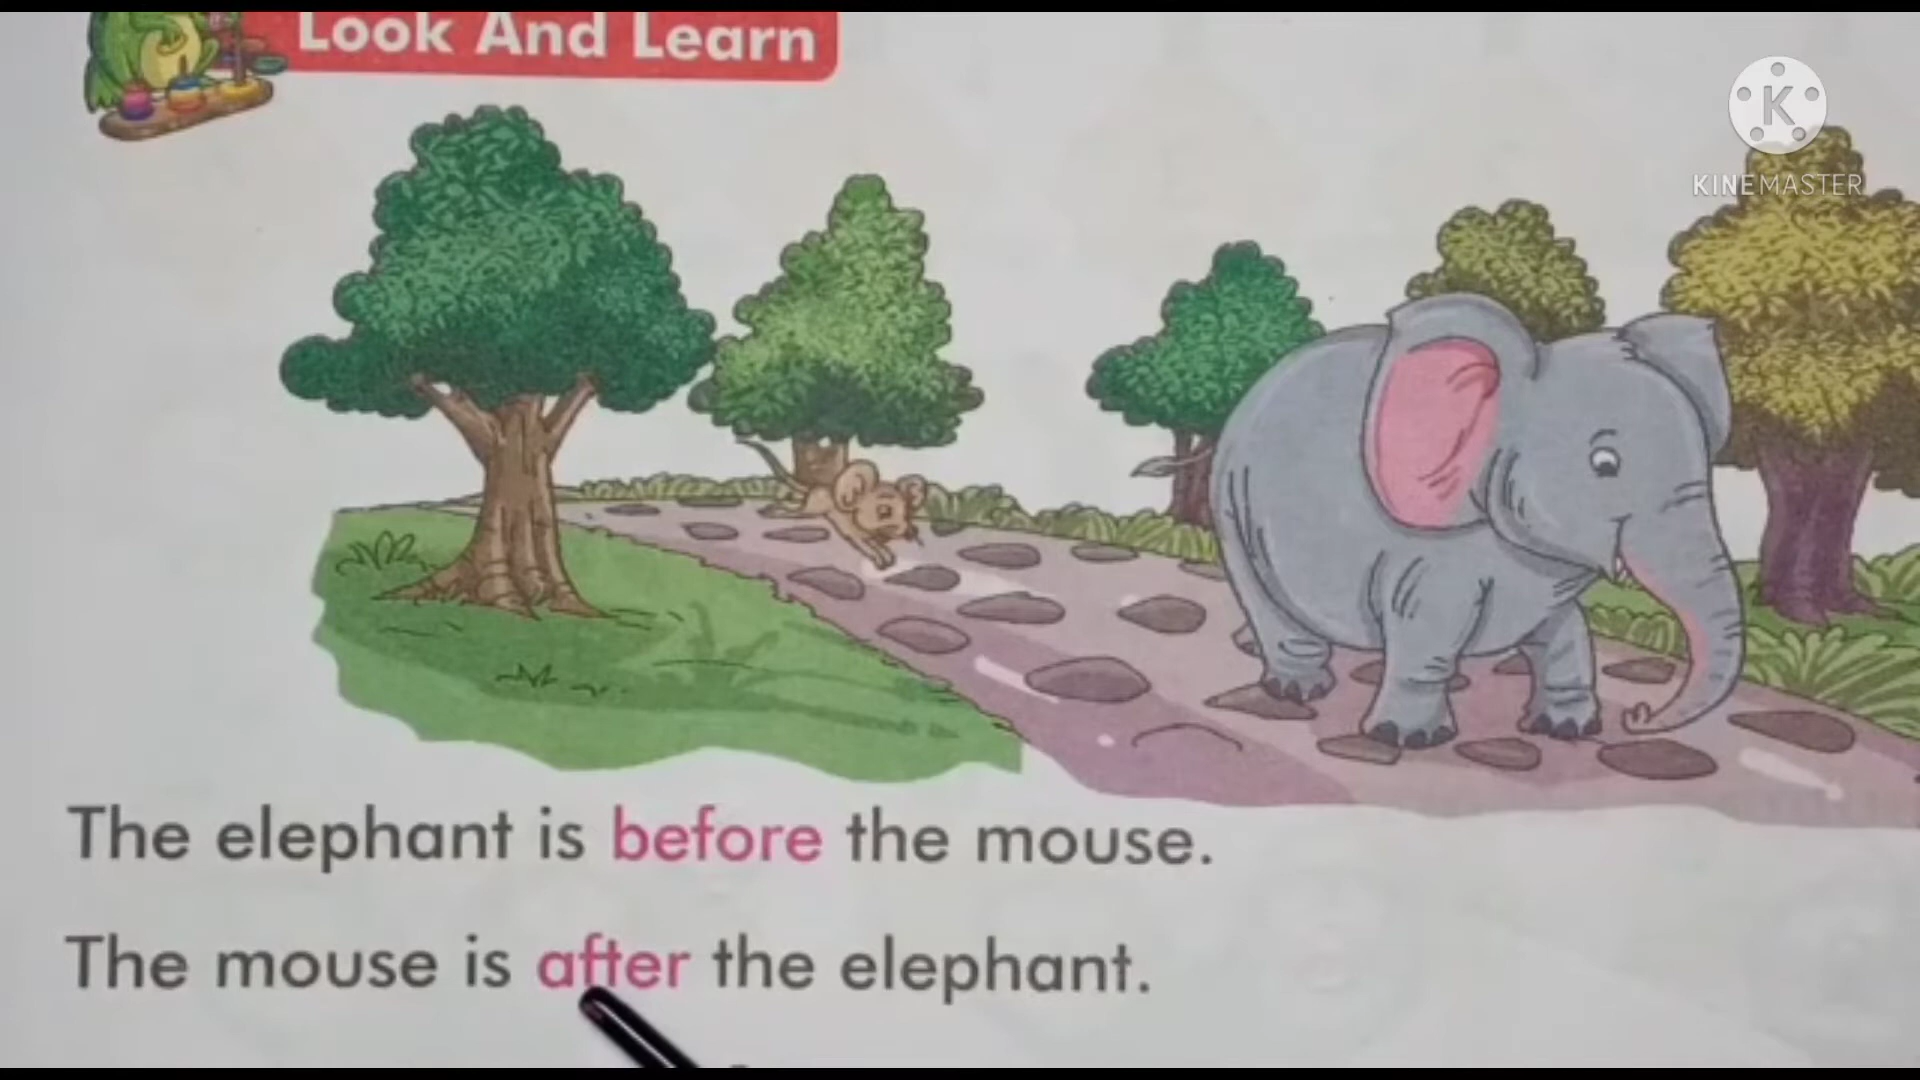 Look And Learn
K
KINEMASTER
The elephant is before the mouse.
The mouse is after the elephant.